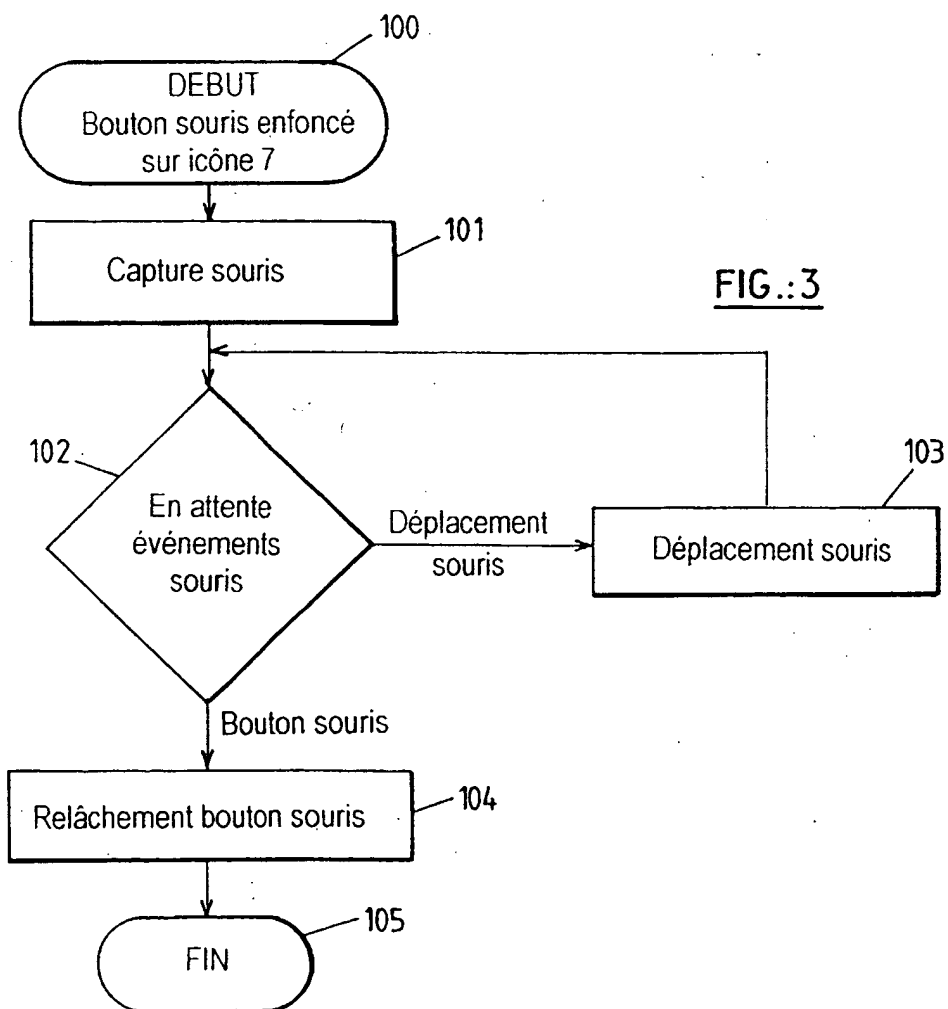 100
DEBUT
Bouton souris enfoncé
sur icône 7
101
Capture souris
FIG.:3
102
103
En attente
événements
souris
Déplacement
souris
Déplacement souris
Bouton souris
104
Relâchement bouton souris
105
FIN